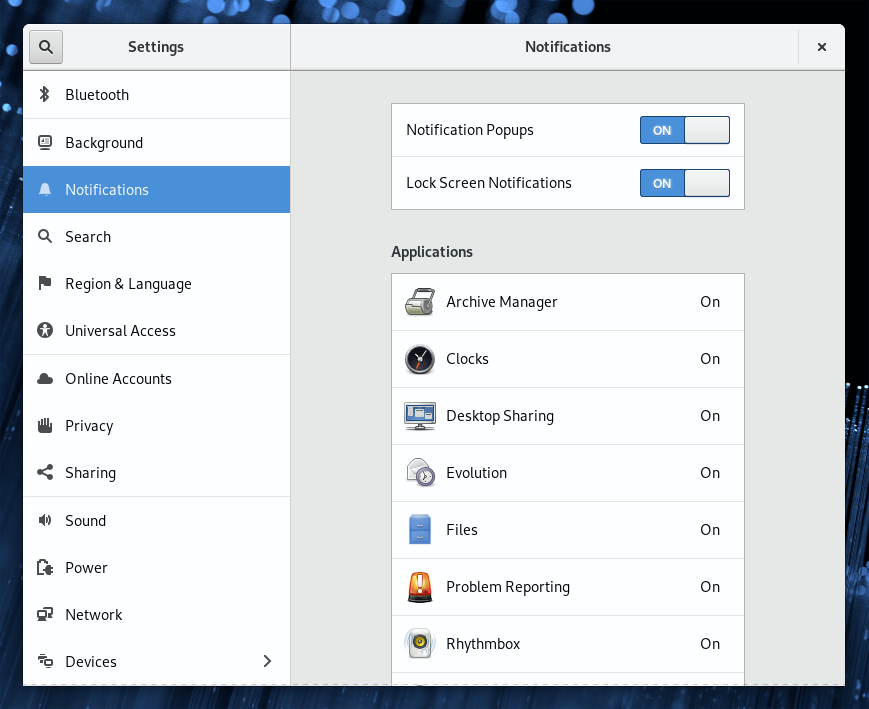 Settings
Notifications
Bluetooth
Background
Notifications
Search
Region & Language
Universal Access
Online Accounts
Privacy
Sharing
Sound
Power
Network
Devices
Notification Popups ON
Lock Screen Notifications ON
Applications
Archive Manager On
Clocks On
Desktop Sharing On
Evolution On
Files On
Problem Reporting On
Rhythmbox On